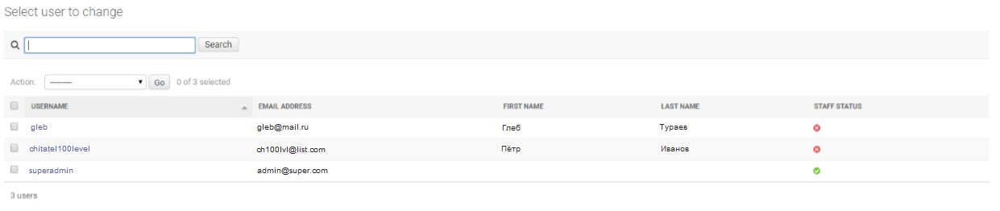 Select user to change
Search
Action: --------- Go 0 of 3 selected
USERNAME EMAIL ADDRESS FIRST NAME LAST NAME STAFF STATUS
gleb gleb@mail.ru Глеб Тураев
chitatel100level ch100lvl@list.com Пётр Иванов
superadmin admin@super.com
3 users